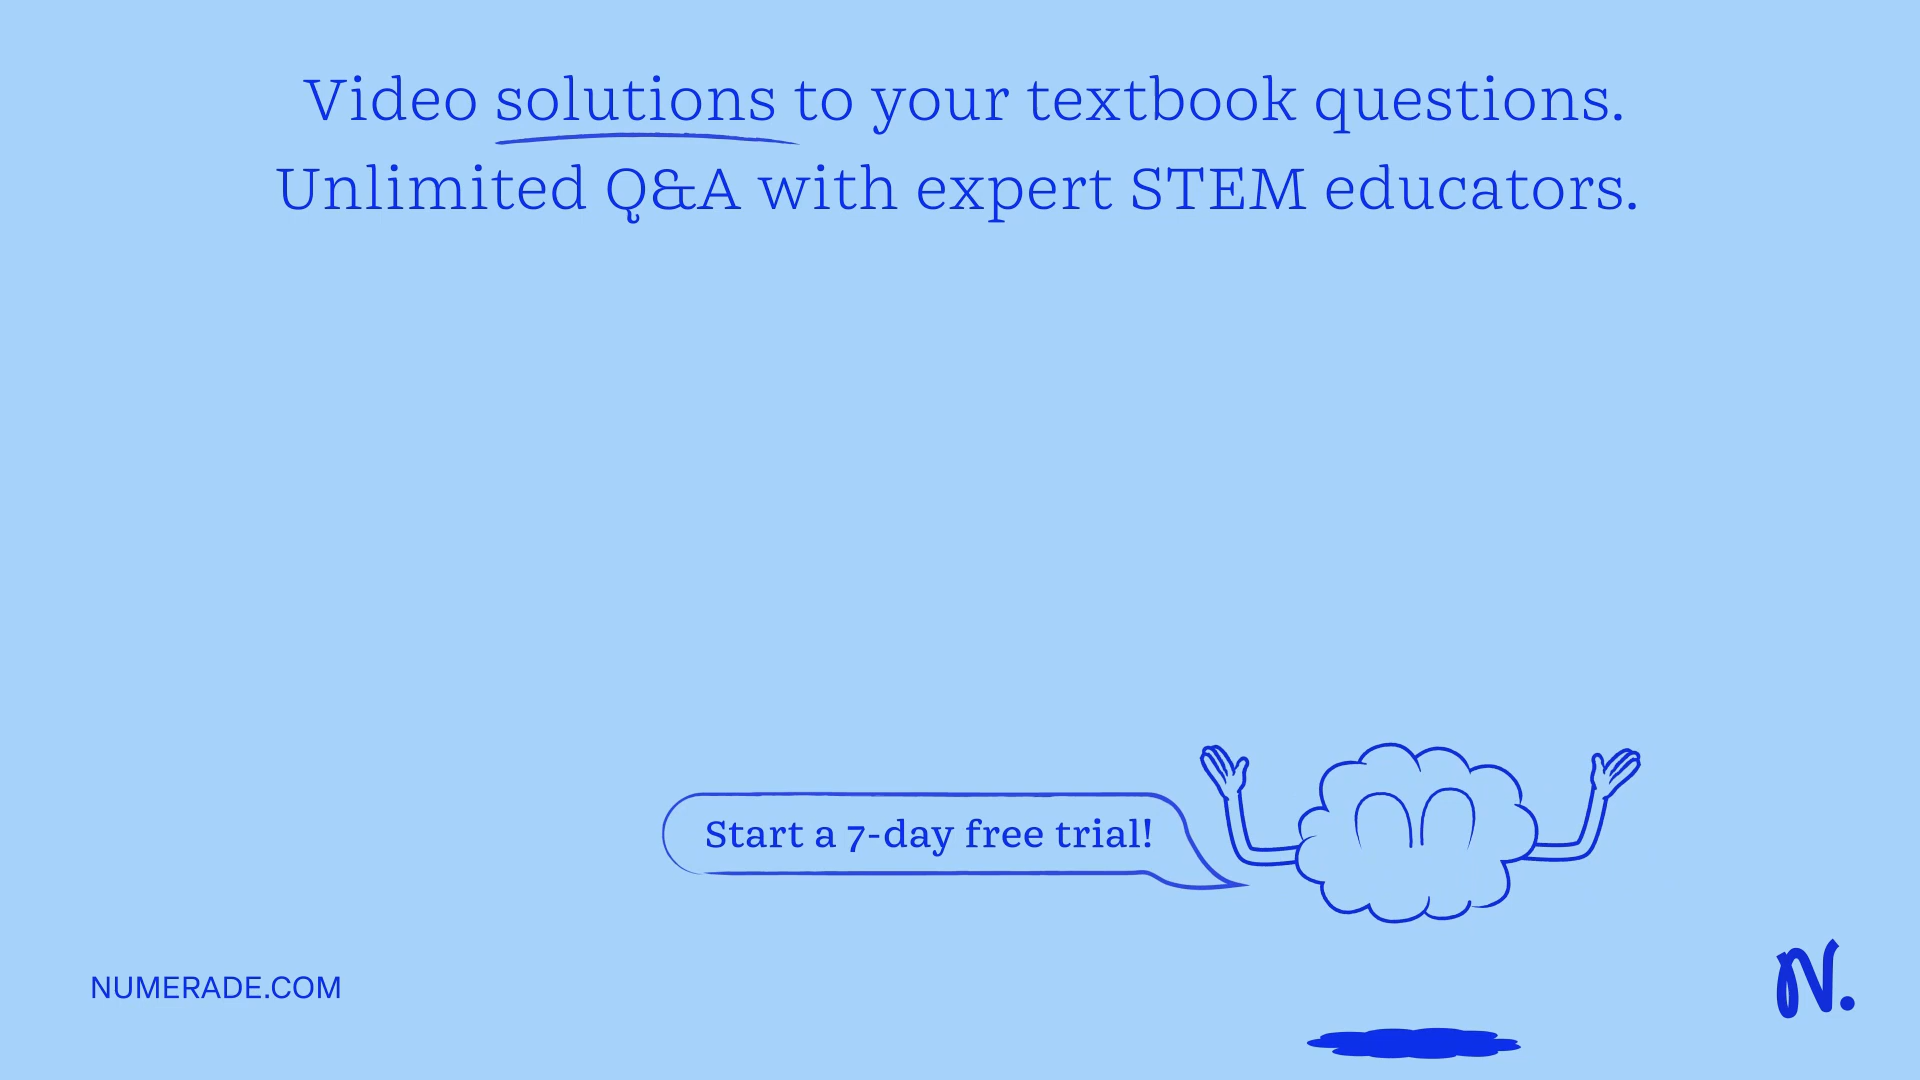 Video solutions to your textbook questions.
Unlimited Q&A with expert STEM educators.
Start a 7-day free trial!
NUMERADE.COM
N.